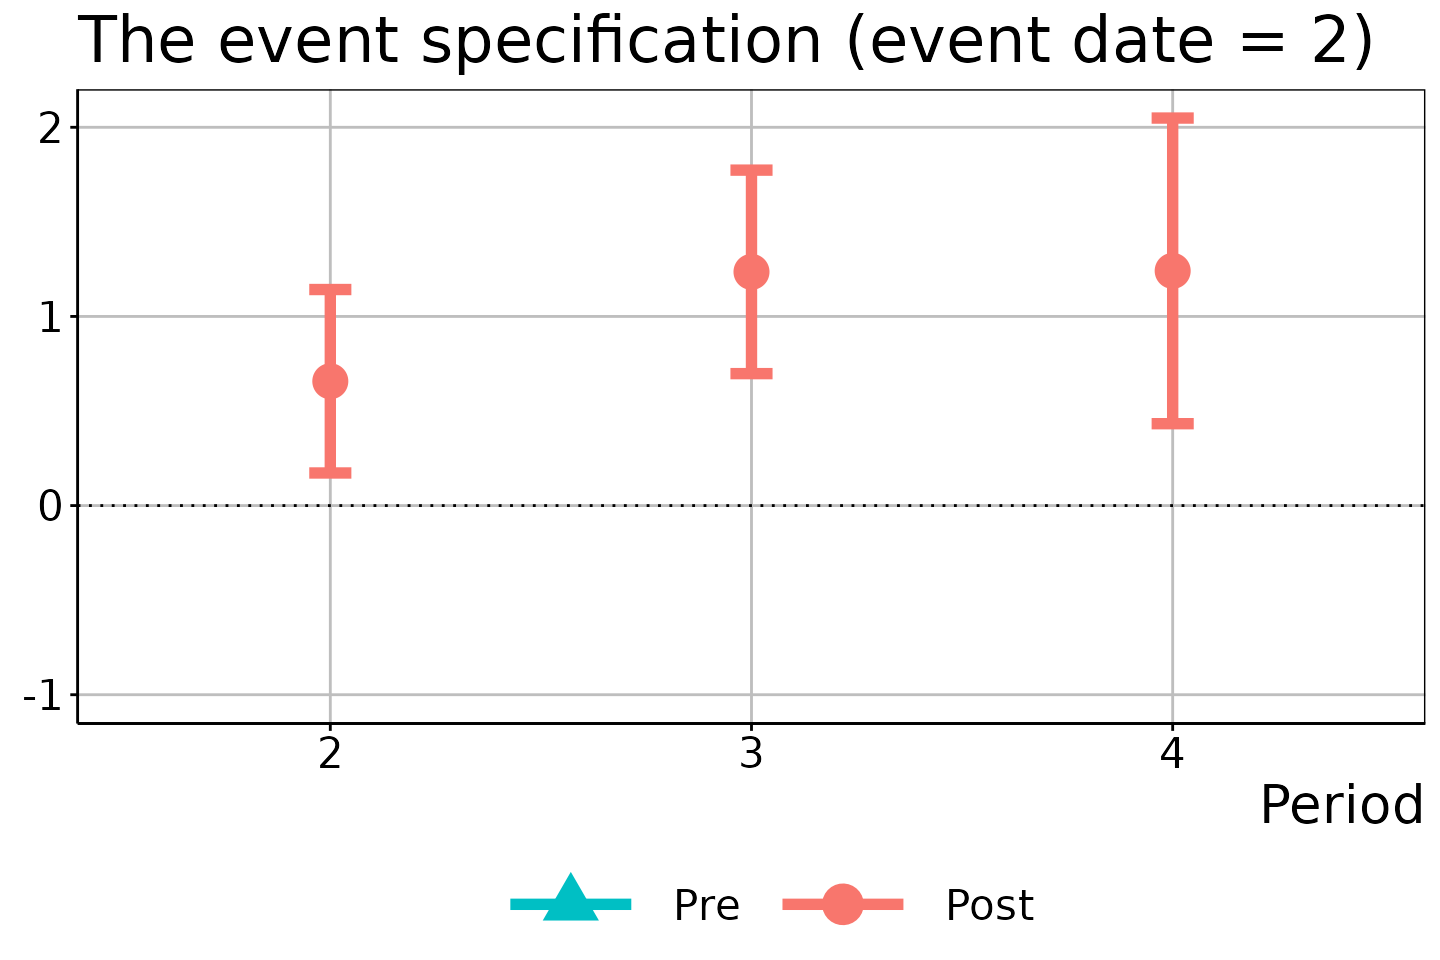 The event specification (event date = 2)
2
1
0
-1
2 3 4
Period
Pre Post